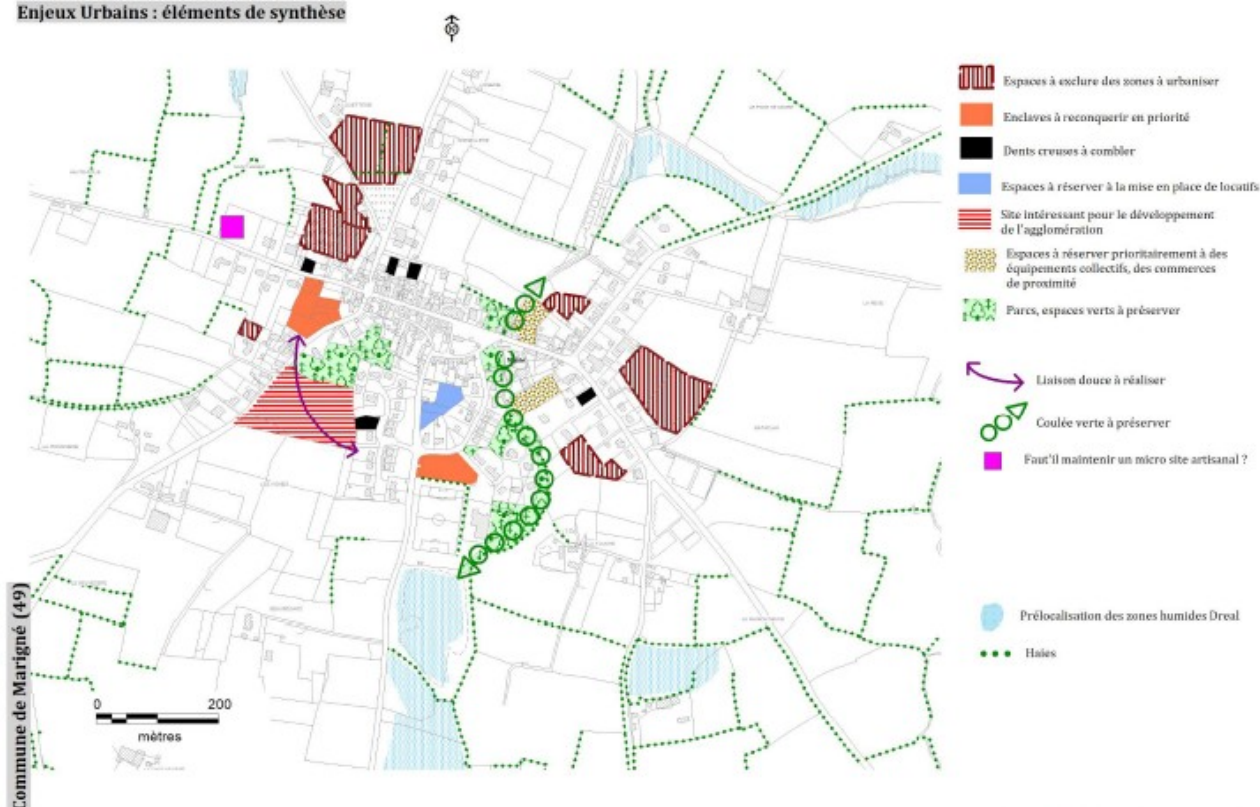 Enjeux Urbains : éléments de synthèse
Espaces à exclure des zones à urbaniser
Enclaves à reconquerir en priorité
Dents creuses à combler
Espaces à réserver à la mise en place de locatifs
Site intéressant pour le développement
de l'agglomération
Espaces à réserver prioritairement à des
équipements collectifs, des commerces
de proximité
Parcs, espaces verts à préserver
Liaison douce à réaliser
Coulée verte à préserver
Faut'il maintenir un micro site artisanal ?
Prélocalisation des zones humides Dreal
Haies
0 200
mètres
Commune de Marigné (49)